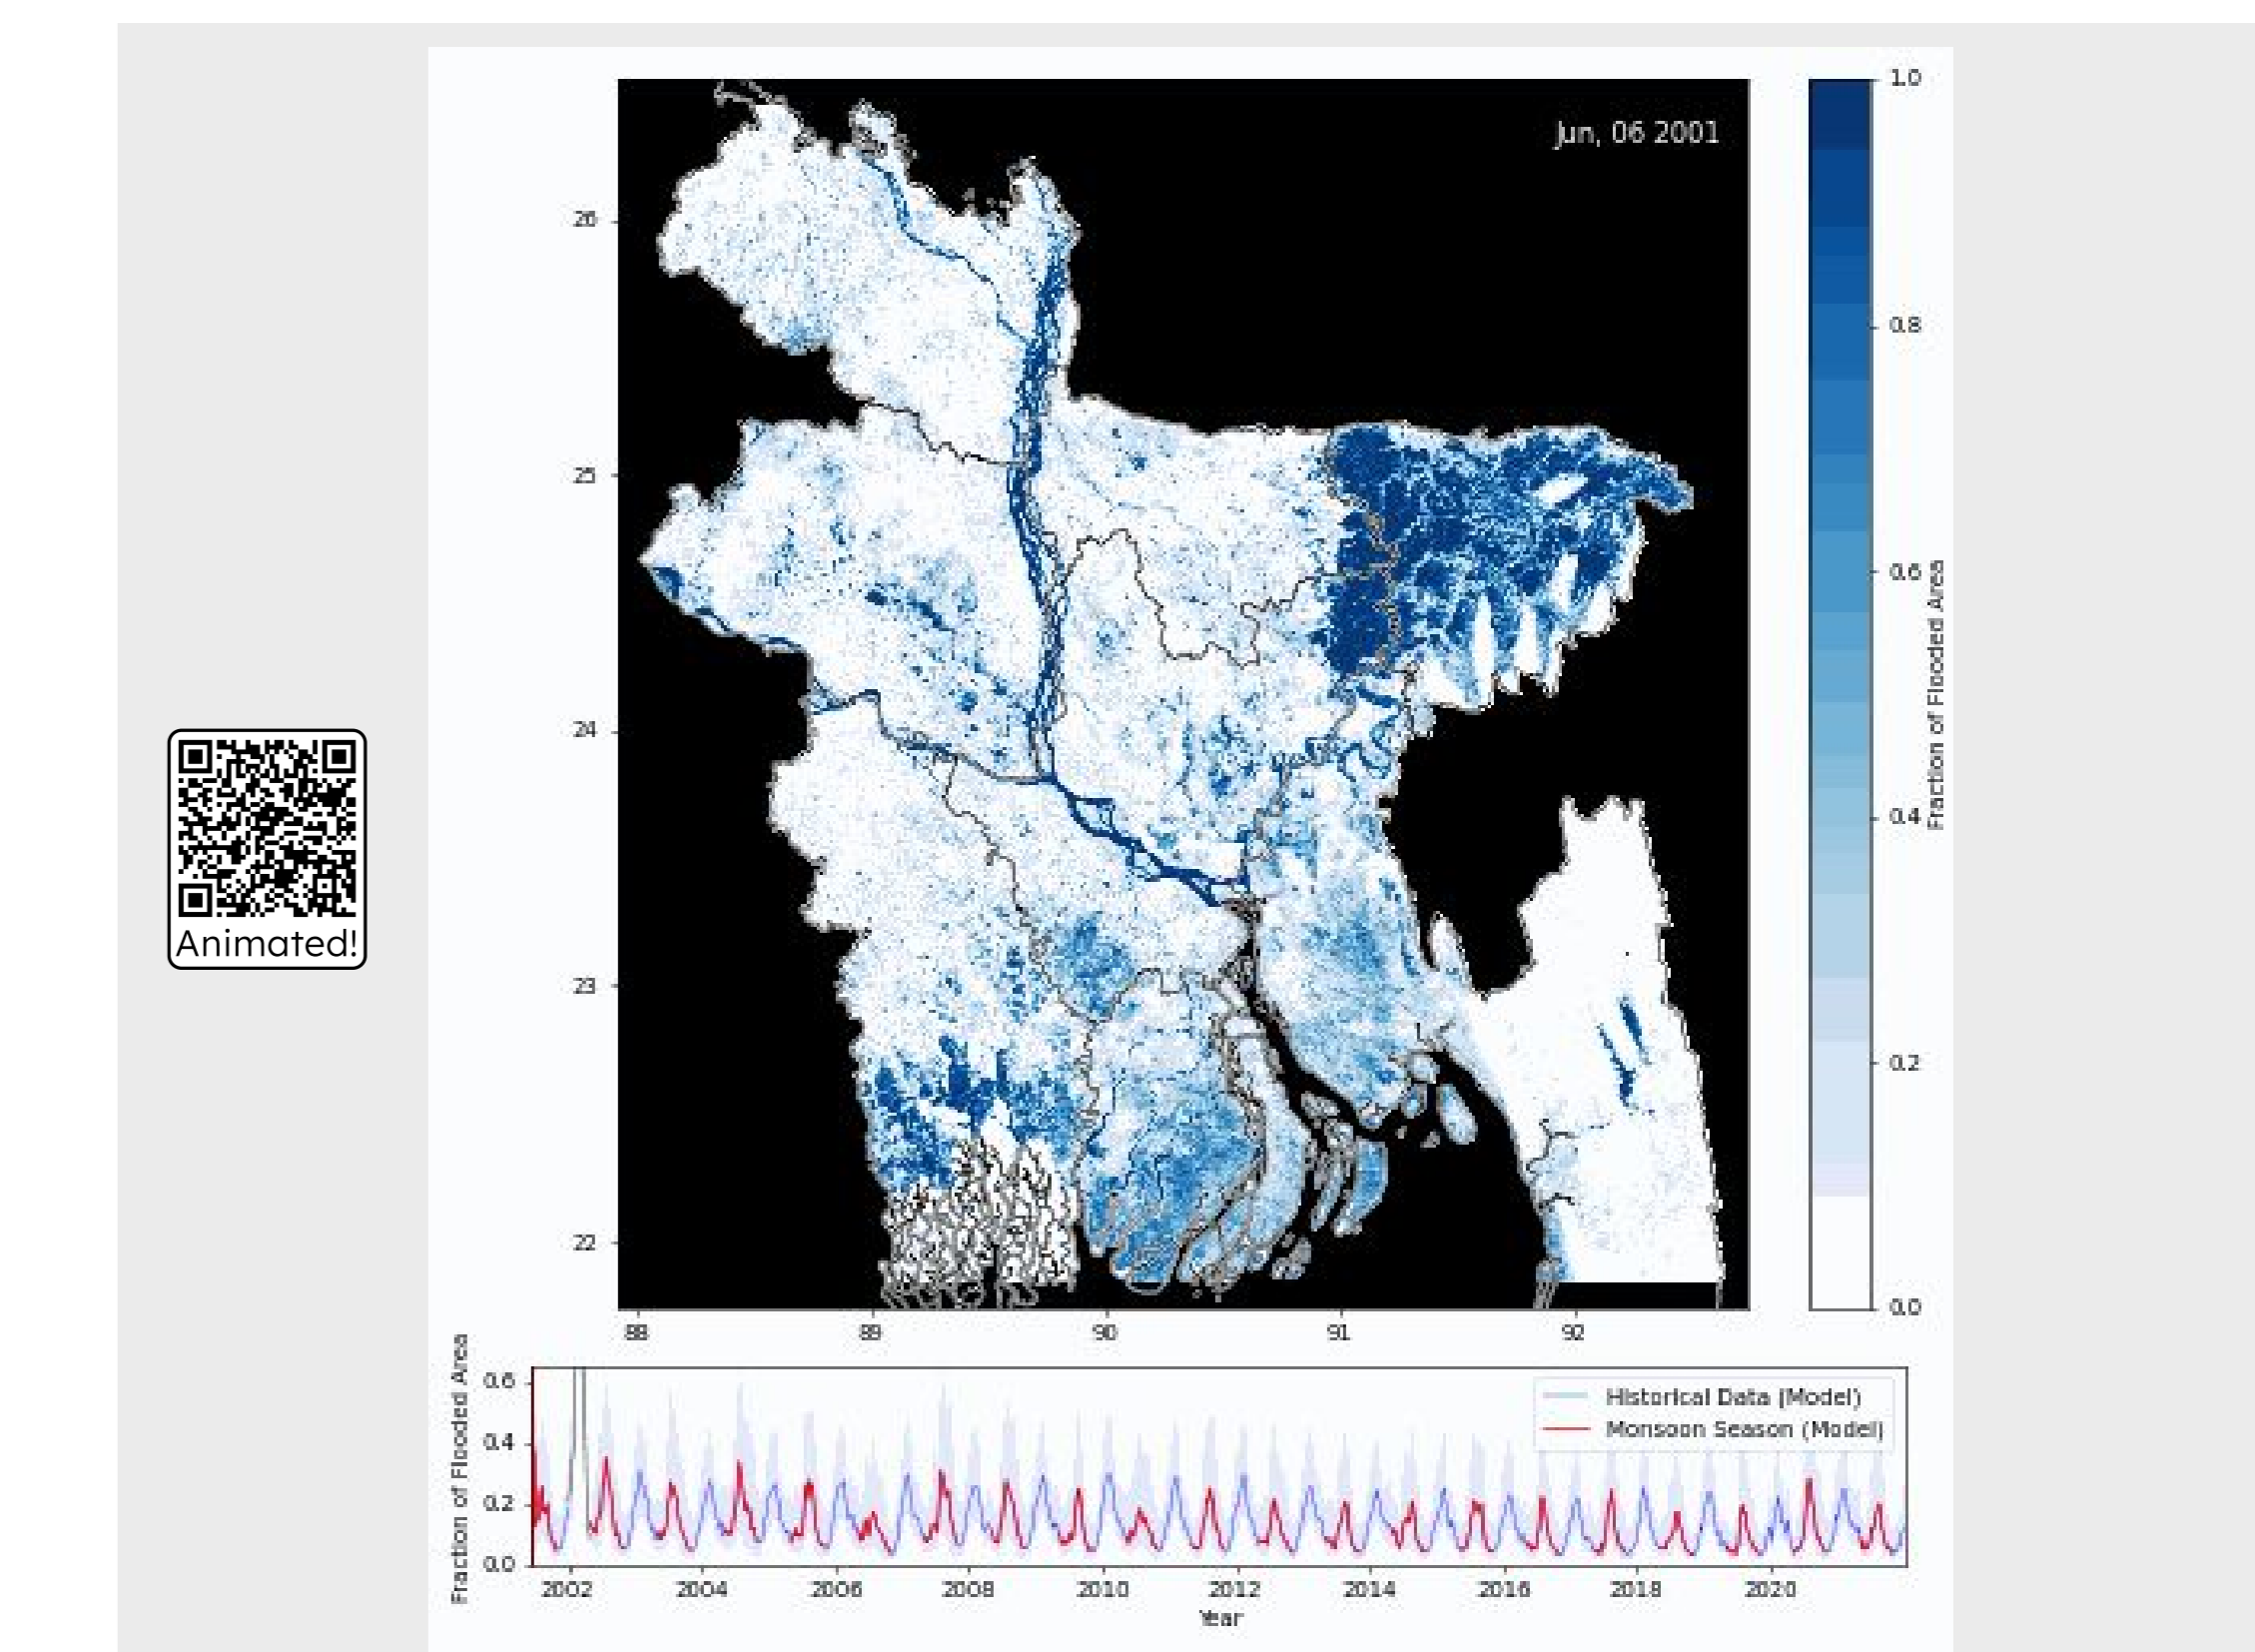 Jun, 06 2001
1.0
0.8
0.6
0.4
0.2
0.0
Fraction of Flooded Area
26
25
24
23
22
88 89 90 91 92
Animated!
Fraction of Flooded Area
0.6
0.4
0.2
0.0
Historical Data (Model)
Monsoon Season (Model)
2002 2004 2006 2008 2010 2012 2014 2016 2018 2020
Year